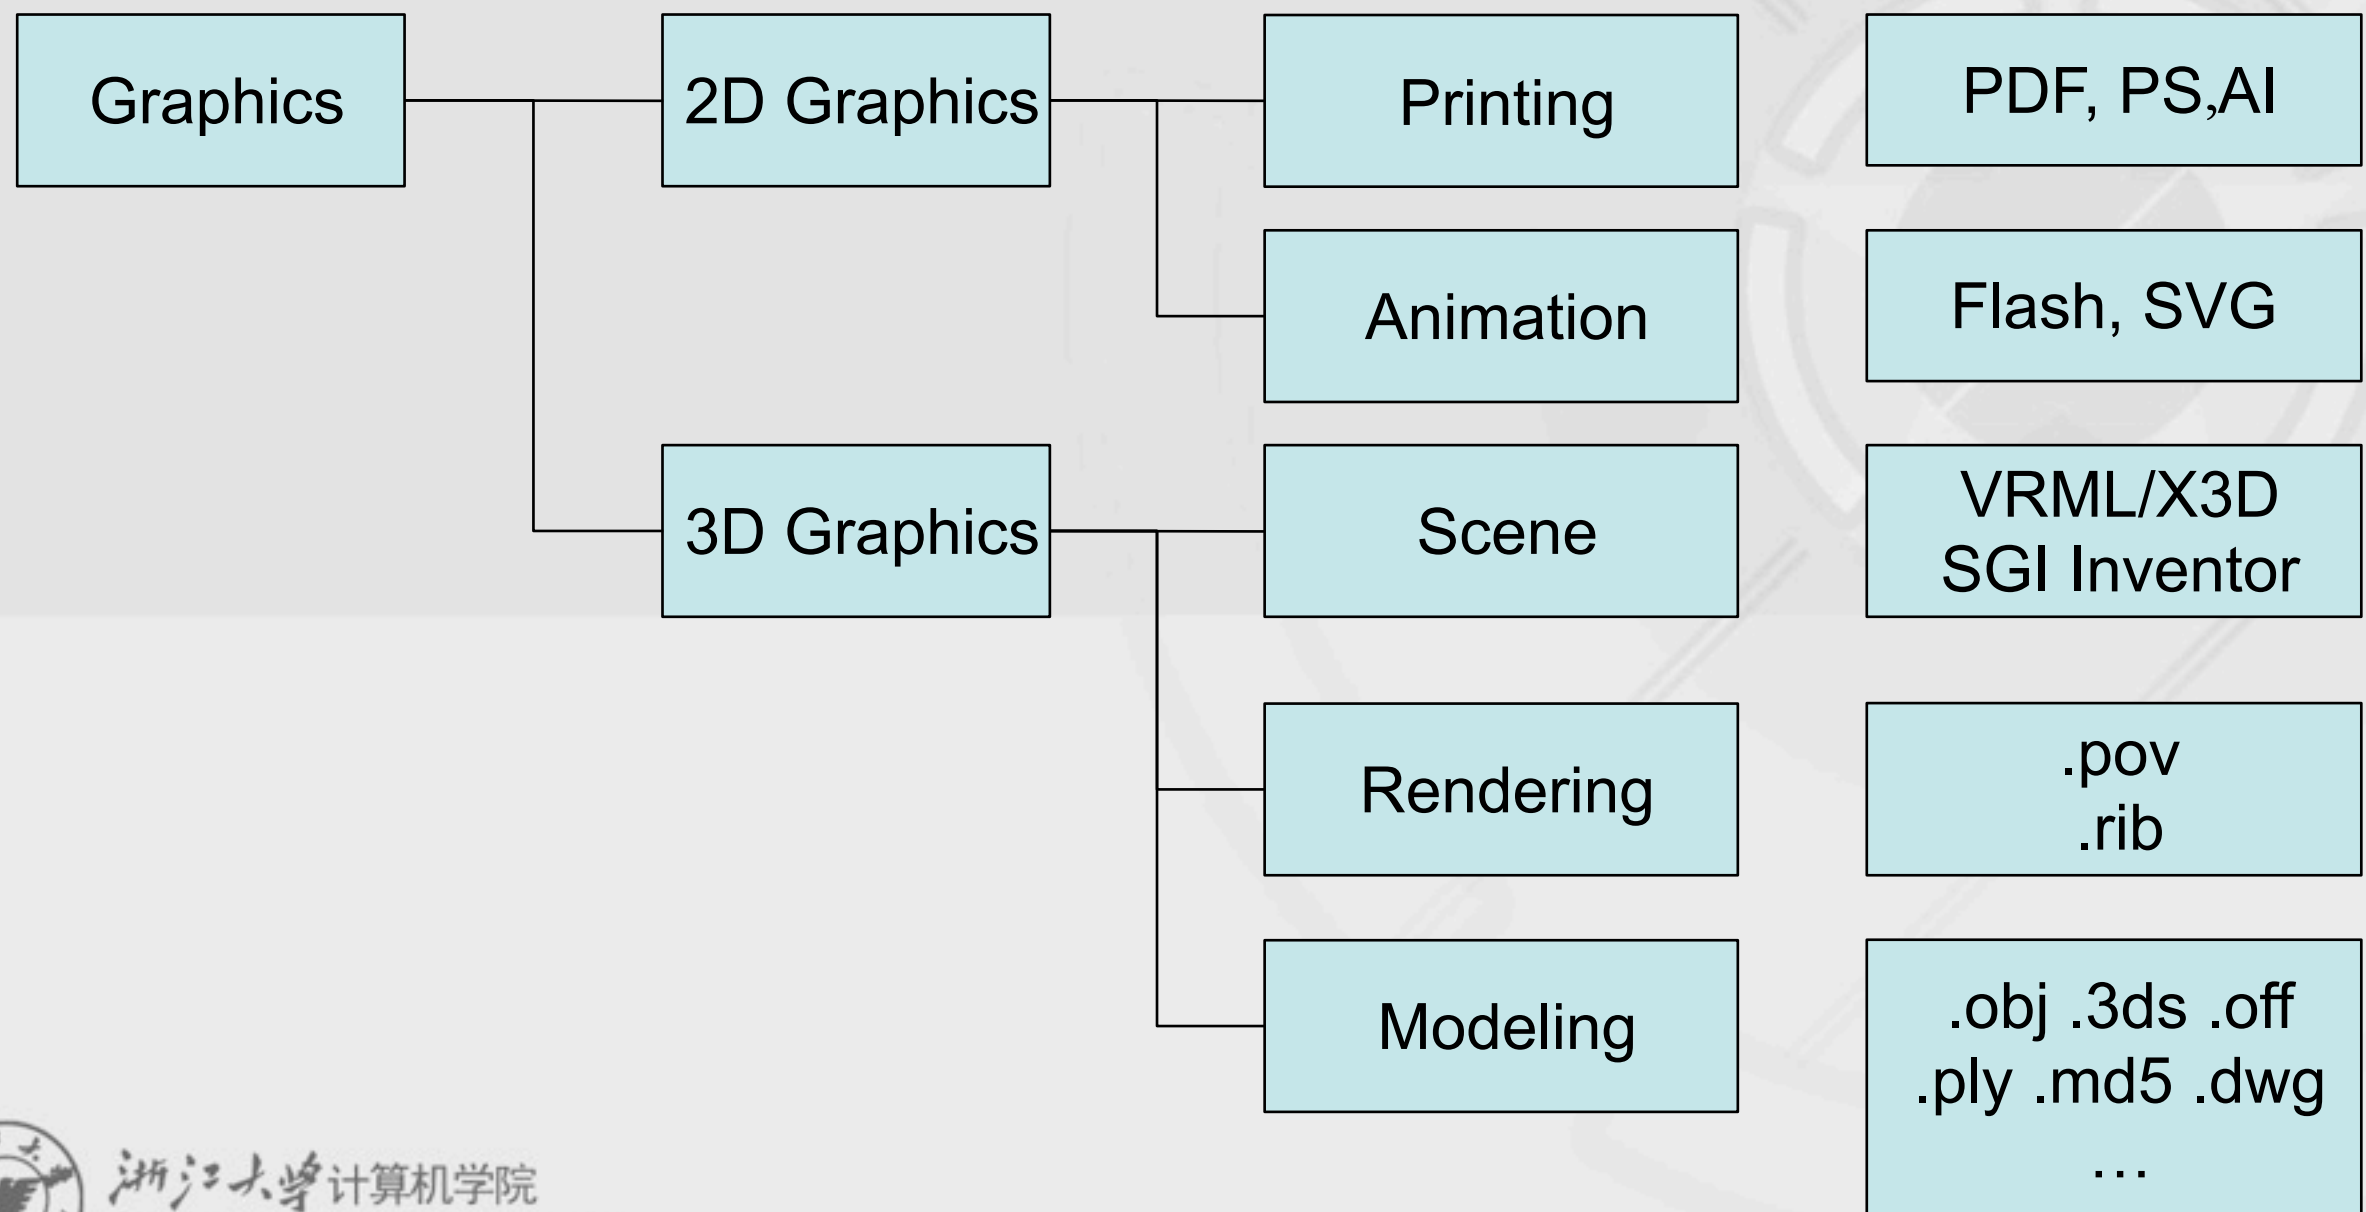 Graphics
2D Graphics
Printing
PDF, PS,AI
Animation
Flash, SVG
3D Graphics
Scene
VRML/X3D
SGI Inventor
Rendering
.pov
.rib
Modeling
.obj .3ds .off
.ply .md5 .dwg
…
浙江大学计算机学院